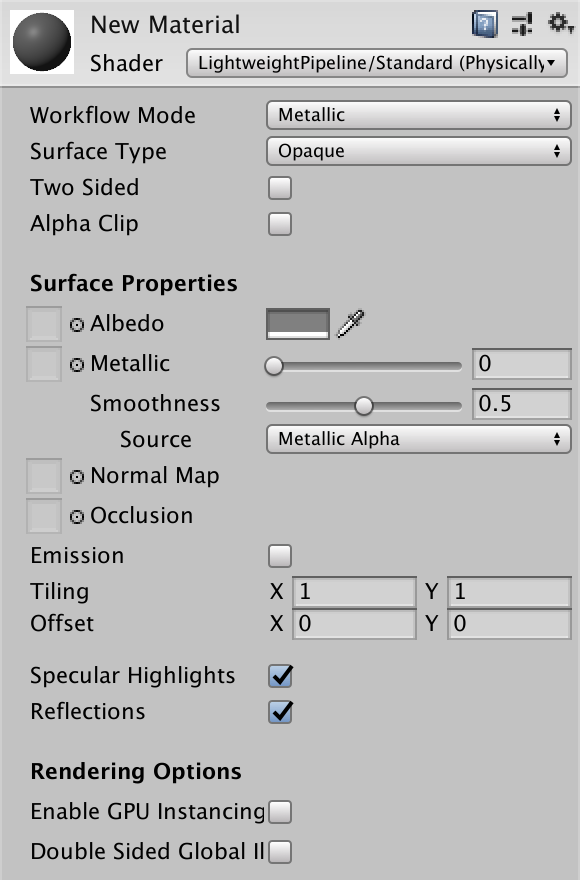 New Material
Shader LightweightPipeline/Standard (Physically
Workflow Mode Metallic
Surface Type Opaque
Two Sided
Alpha Clip
Surface Properties
Albedo
Metallic 0
Smoothness 0.5
Source Metallic Alpha
Normal Map
Occlusion
Emission
Tiling X 1 Y 1
Offset X 0 Y 0
Specular Highlights
Reflections
Rendering Options
Enable GPU Instancing
Double Sided Global Il